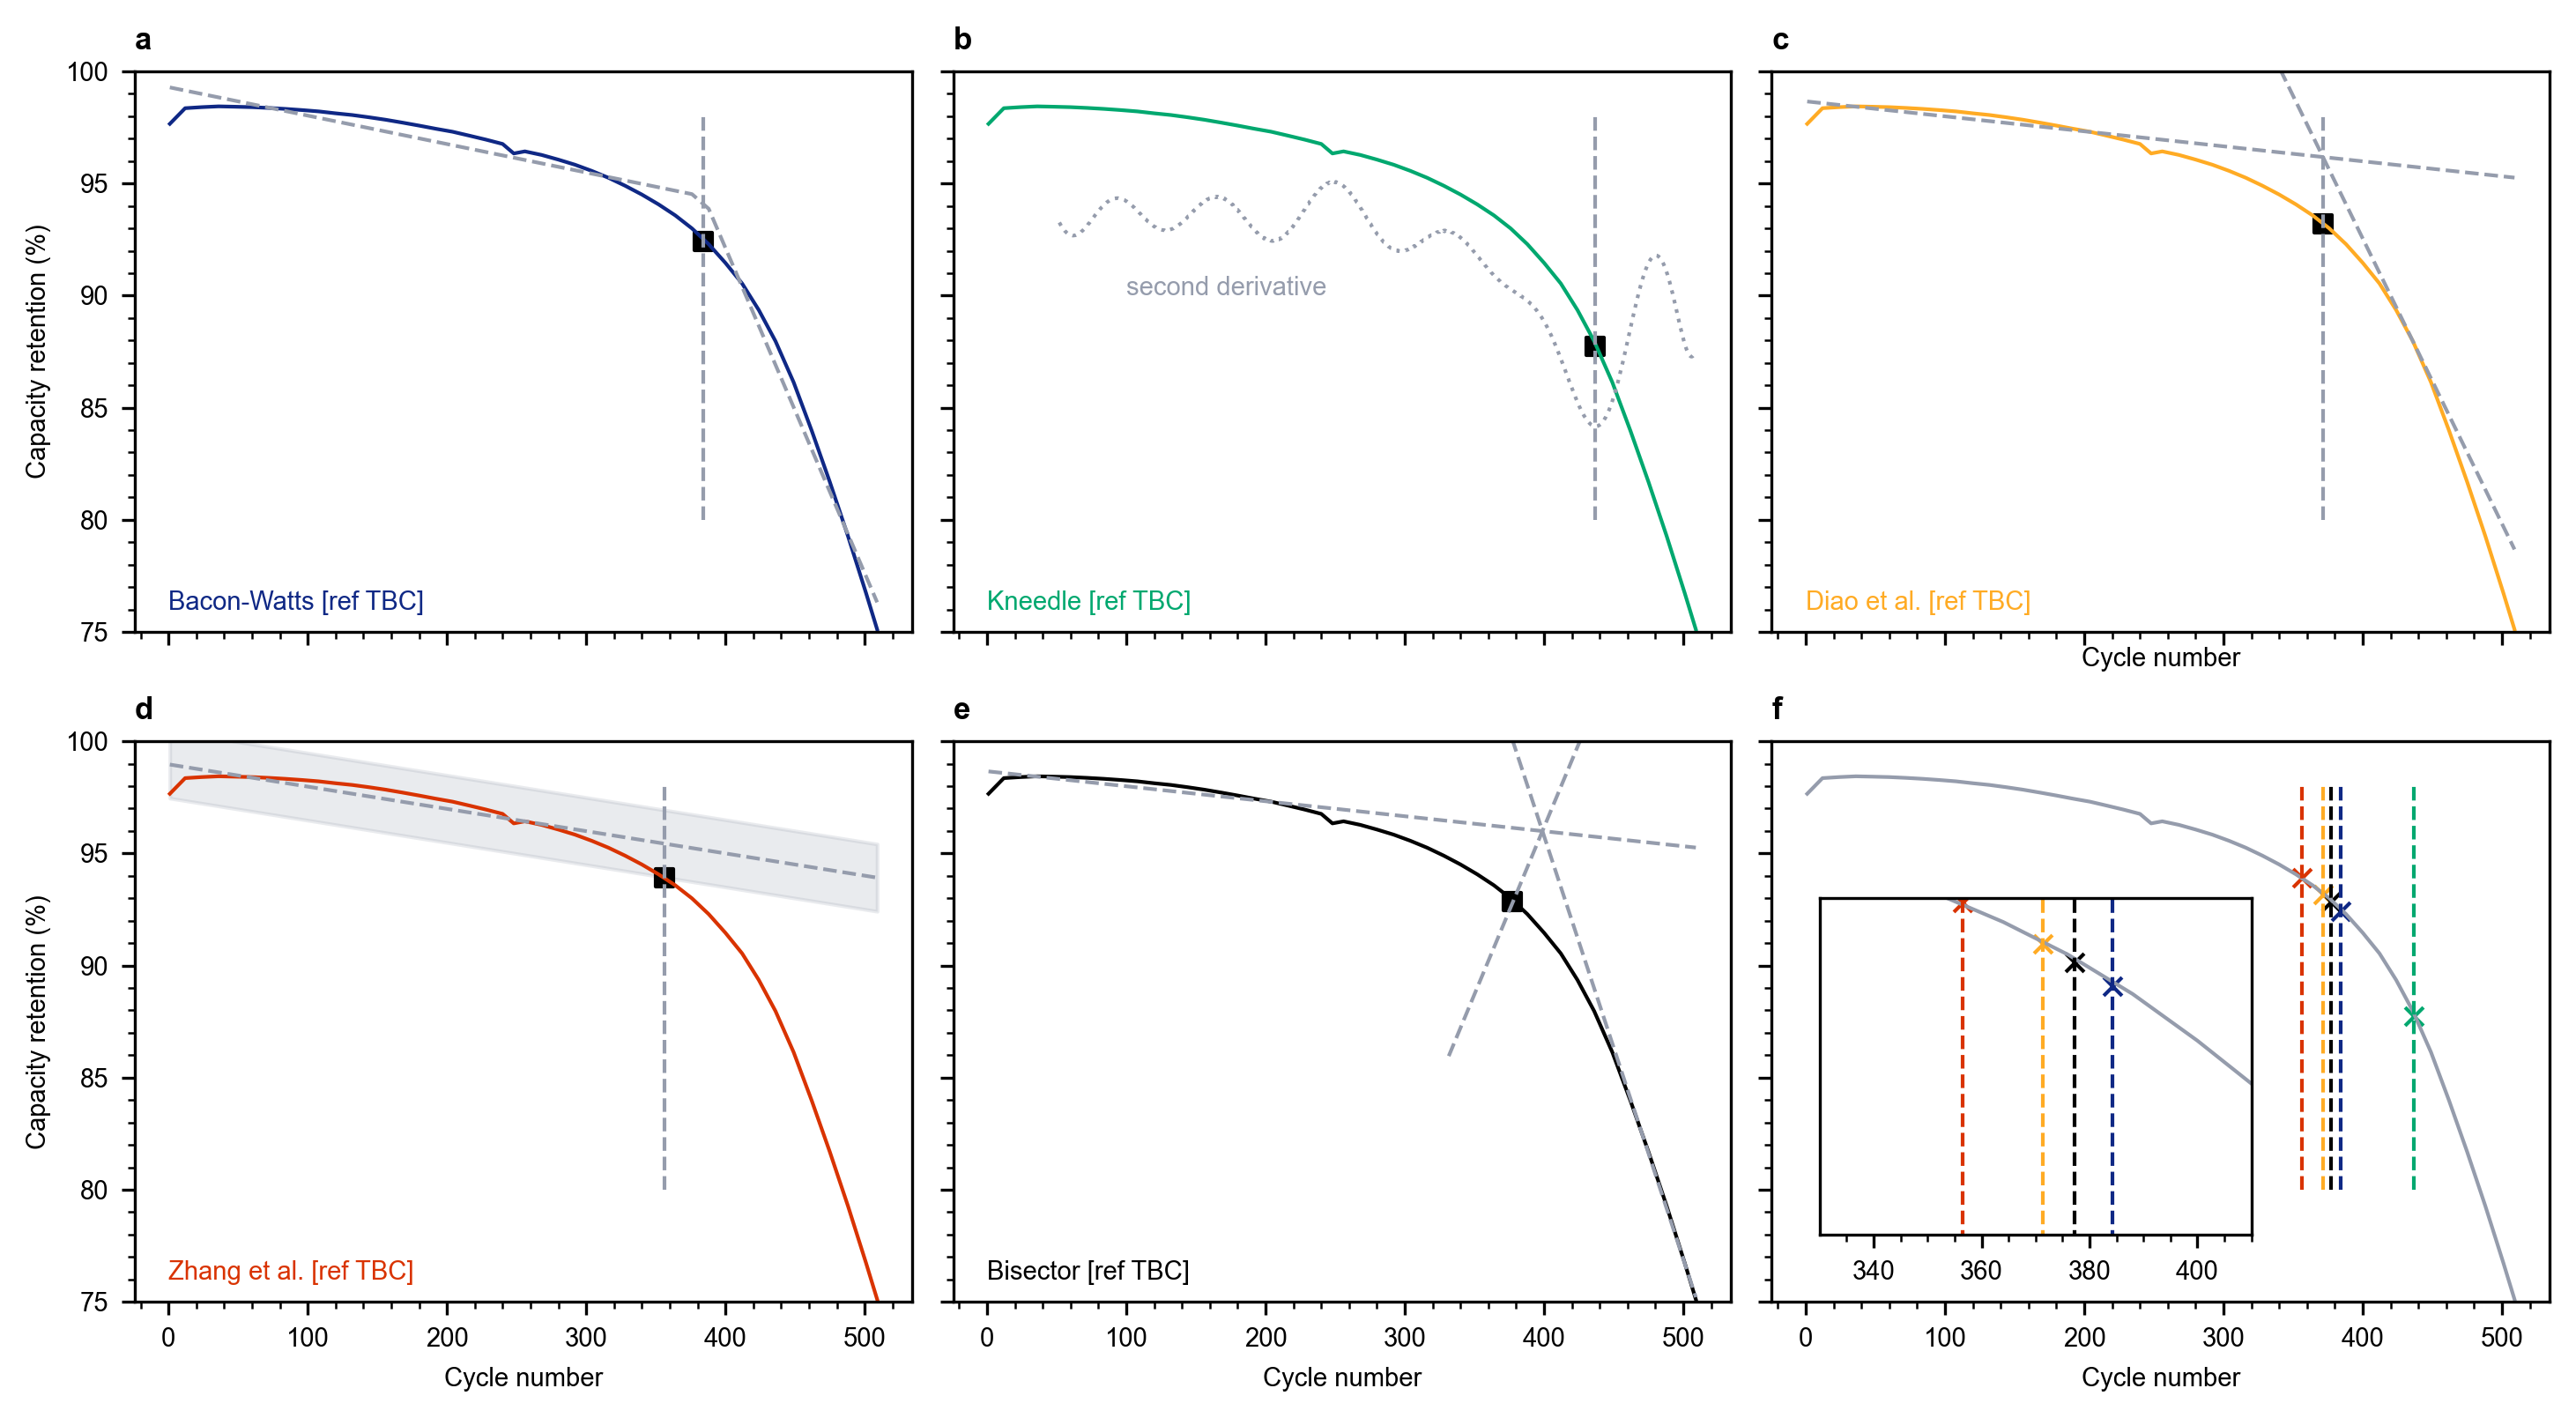 a
b
c
100
95
90
85
80
75
Capacity retention (%)
second derivative
Bacon-Watts [ref TBC]
Kneedle [ref TBC]
Diao et al. [ref TBC]
Cycle number
d
e
f
100
95
90
85
80
75
Capacity retention (%)
Zhang et al. [ref TBC]
Bisector [ref TBC]
340 360 380 400
0 100 200 300 400 500
0 100 200 300 400 500
0 100 200 300 400 500
Cycle number
Cycle number
Cycle number